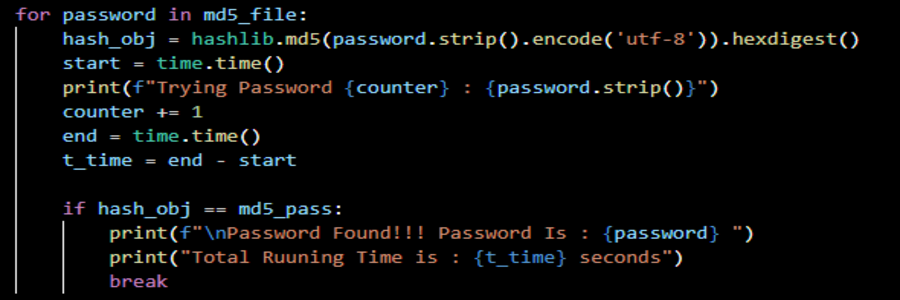 for password in md5_file:
hash_obj = hashlib.md5(password.strip().encode('utf-8')).hexdigest()
start = time.time()
print(f"Trying Password {counter} : {password.strip()}")
counter += 1
end = time.time()
t_time = end - start
if hash_obj == md5_pass:
print(f"\nPassword Found!!! Password Is : {password} ")
print("Total Ruuning Time is : {t_time} seconds")
break